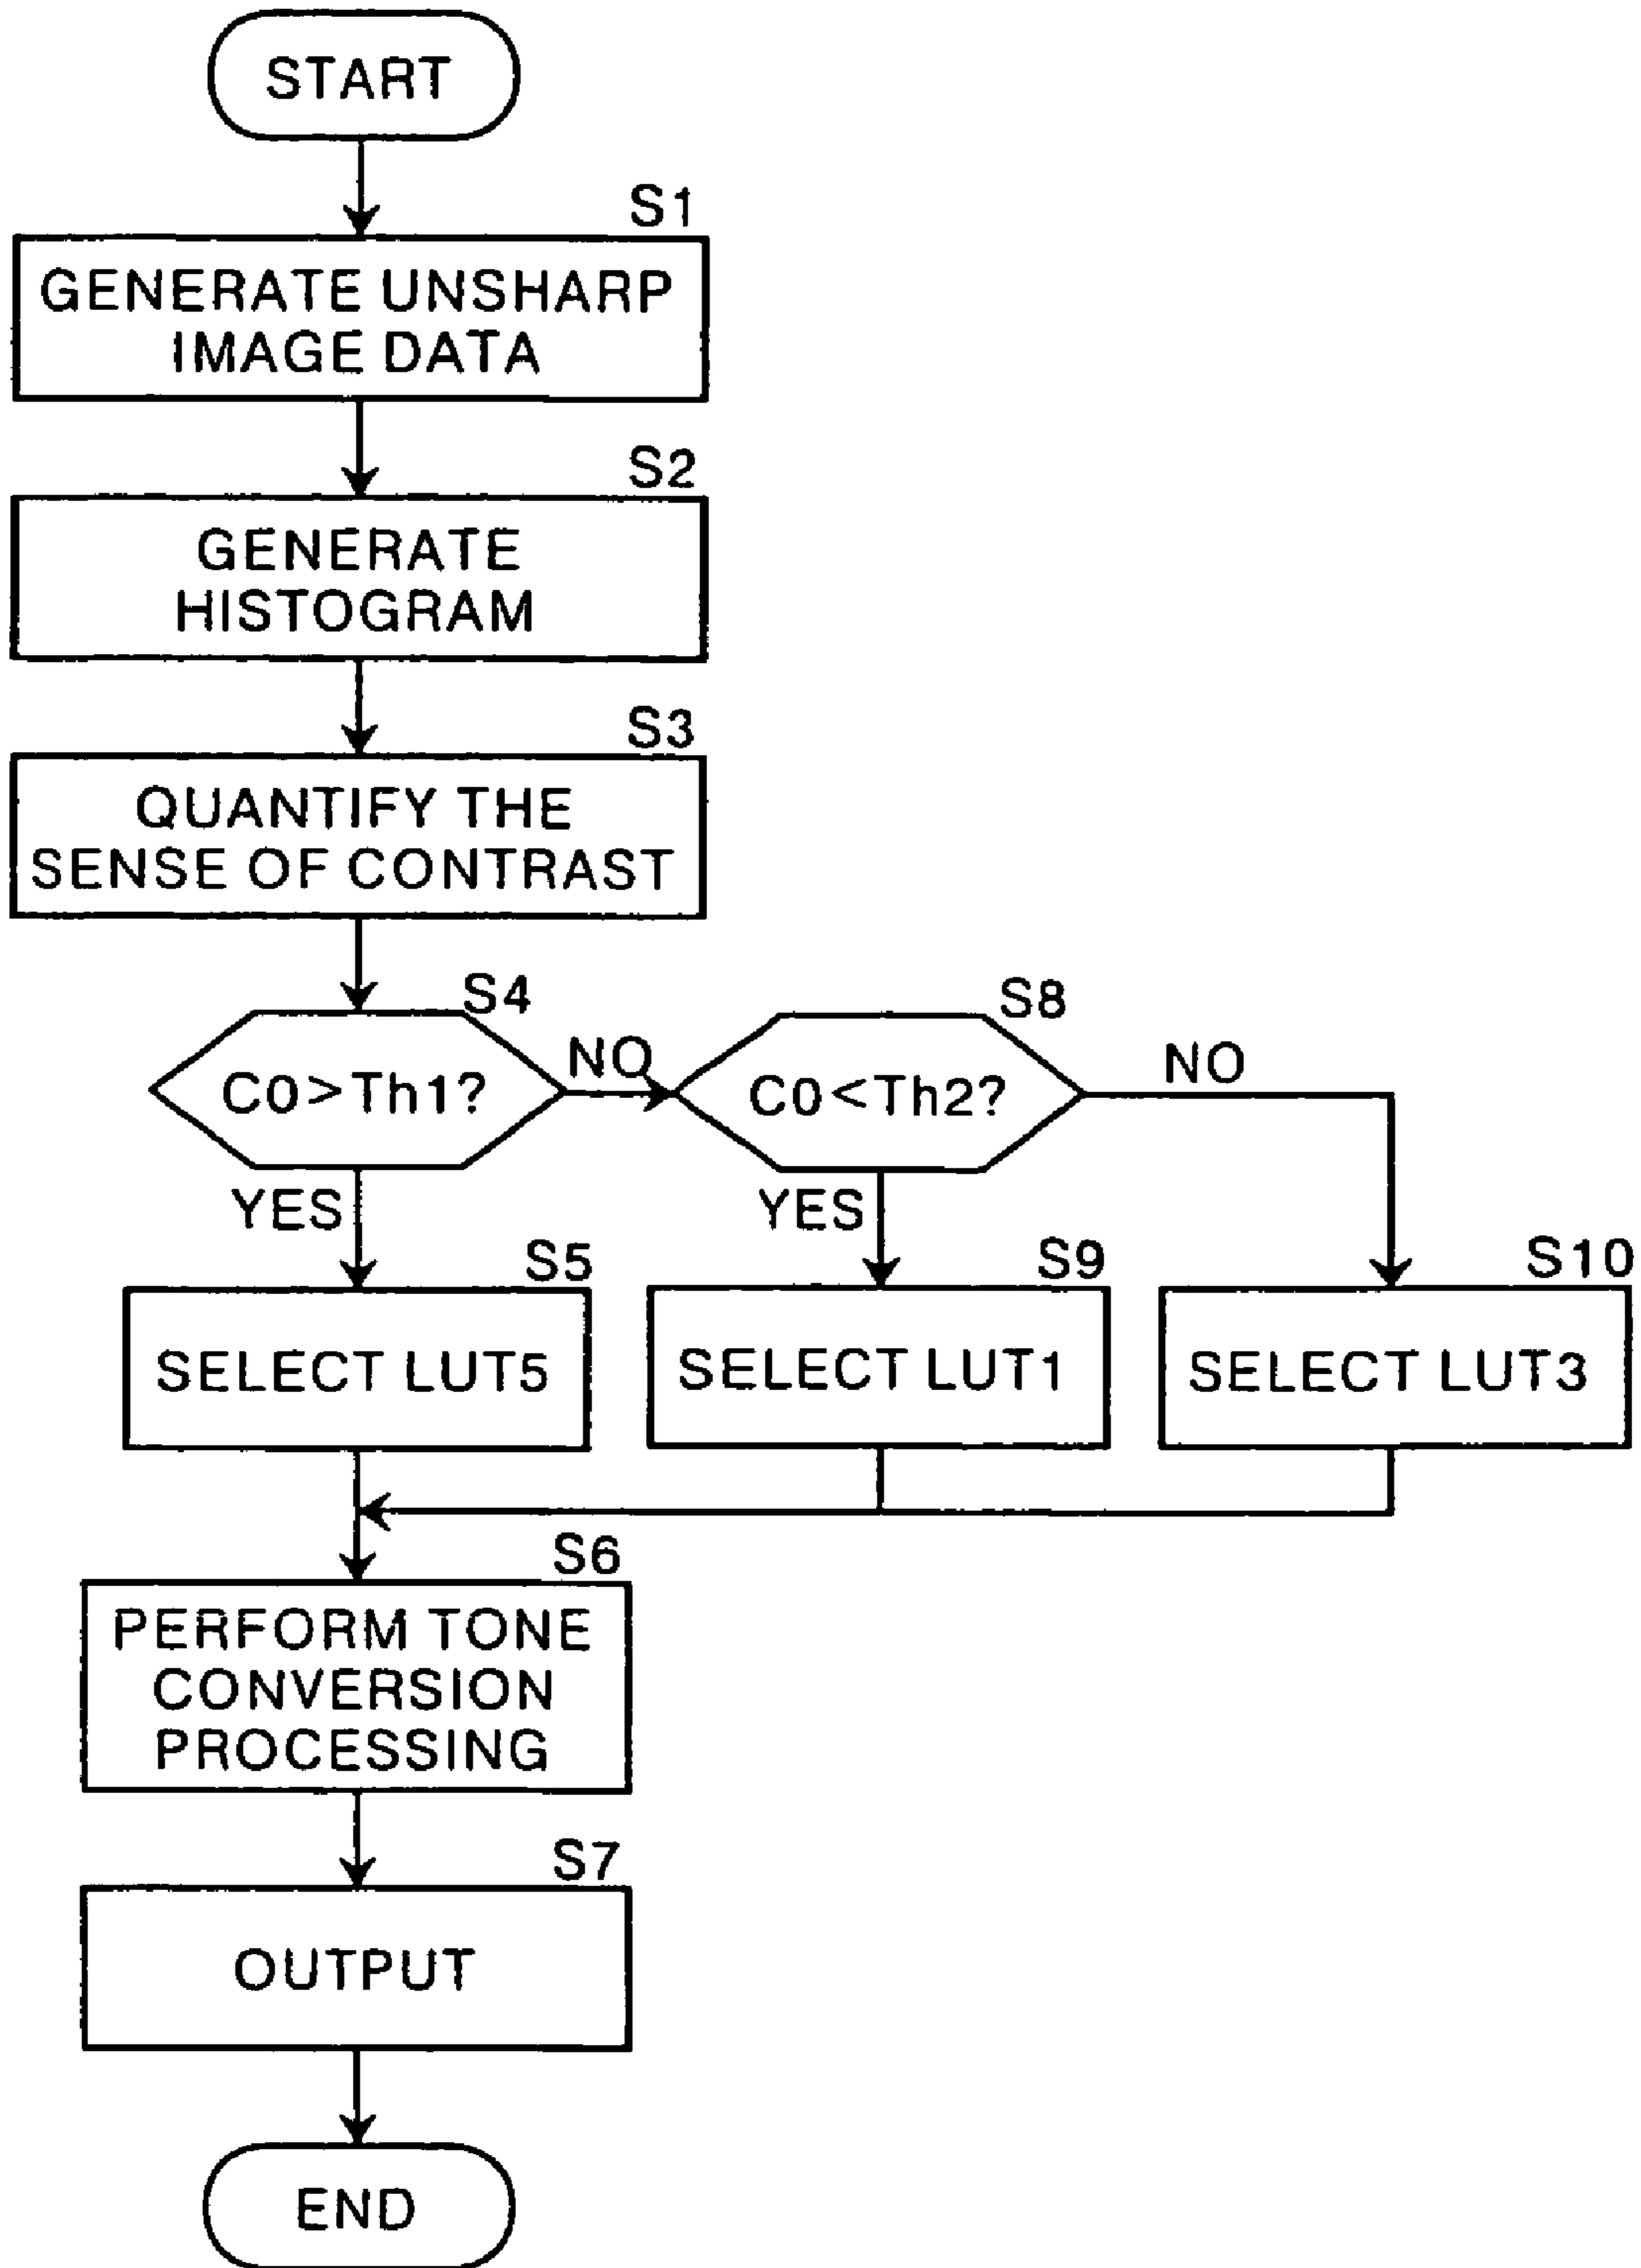 START
S1
GENERATE UNSHARP
IMAGE DATA
S2
GENERATE
HISTOGRAM
S3
QUANTIFY THE
SENSE OF CONTRAST
S4
C0>Th1?
NO
YES
S8
C0<Th2?
NO
YES
S5
SELECT LUT5
S9
SELECT LUT1
S10
SELECT LUT3
S6
PERFORM TONE
CONVERSION
PROCESSING
S7
OUTPUT
END